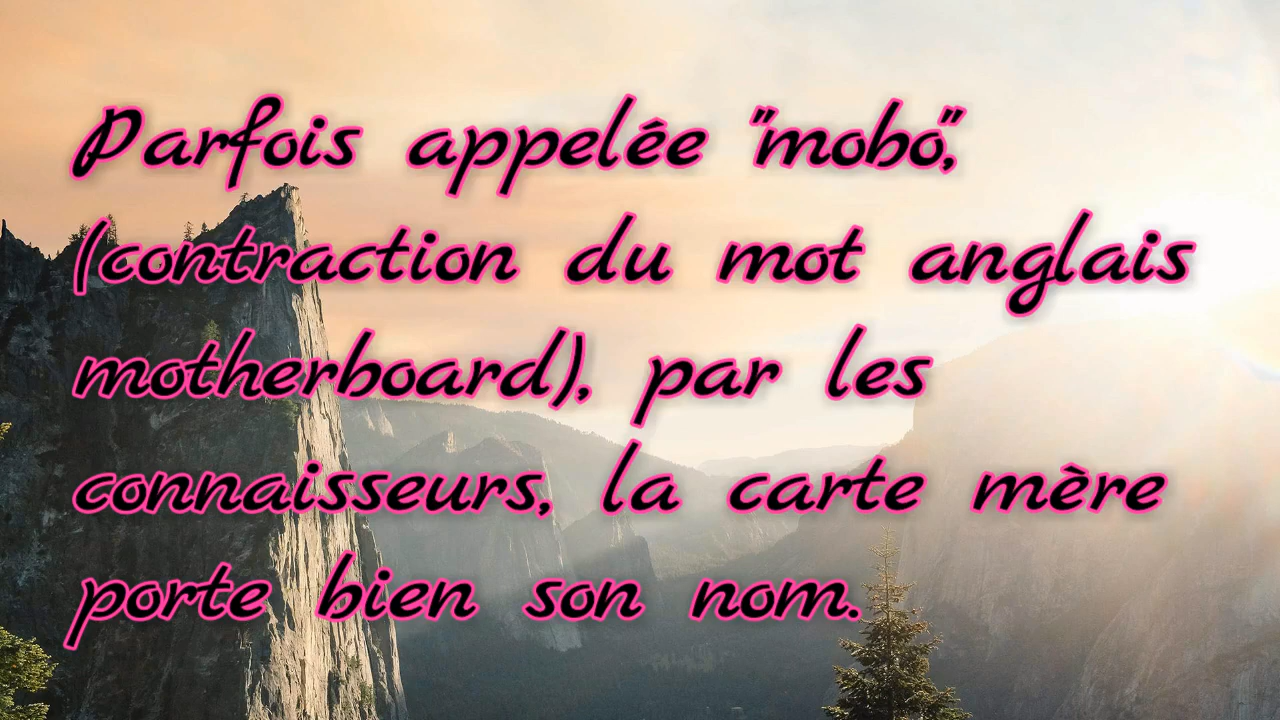 Parfois appelée "mobo",
(contraction du mot anglais
motherboard), par les
connaisseurs, la carte mère
porte bien son nom.